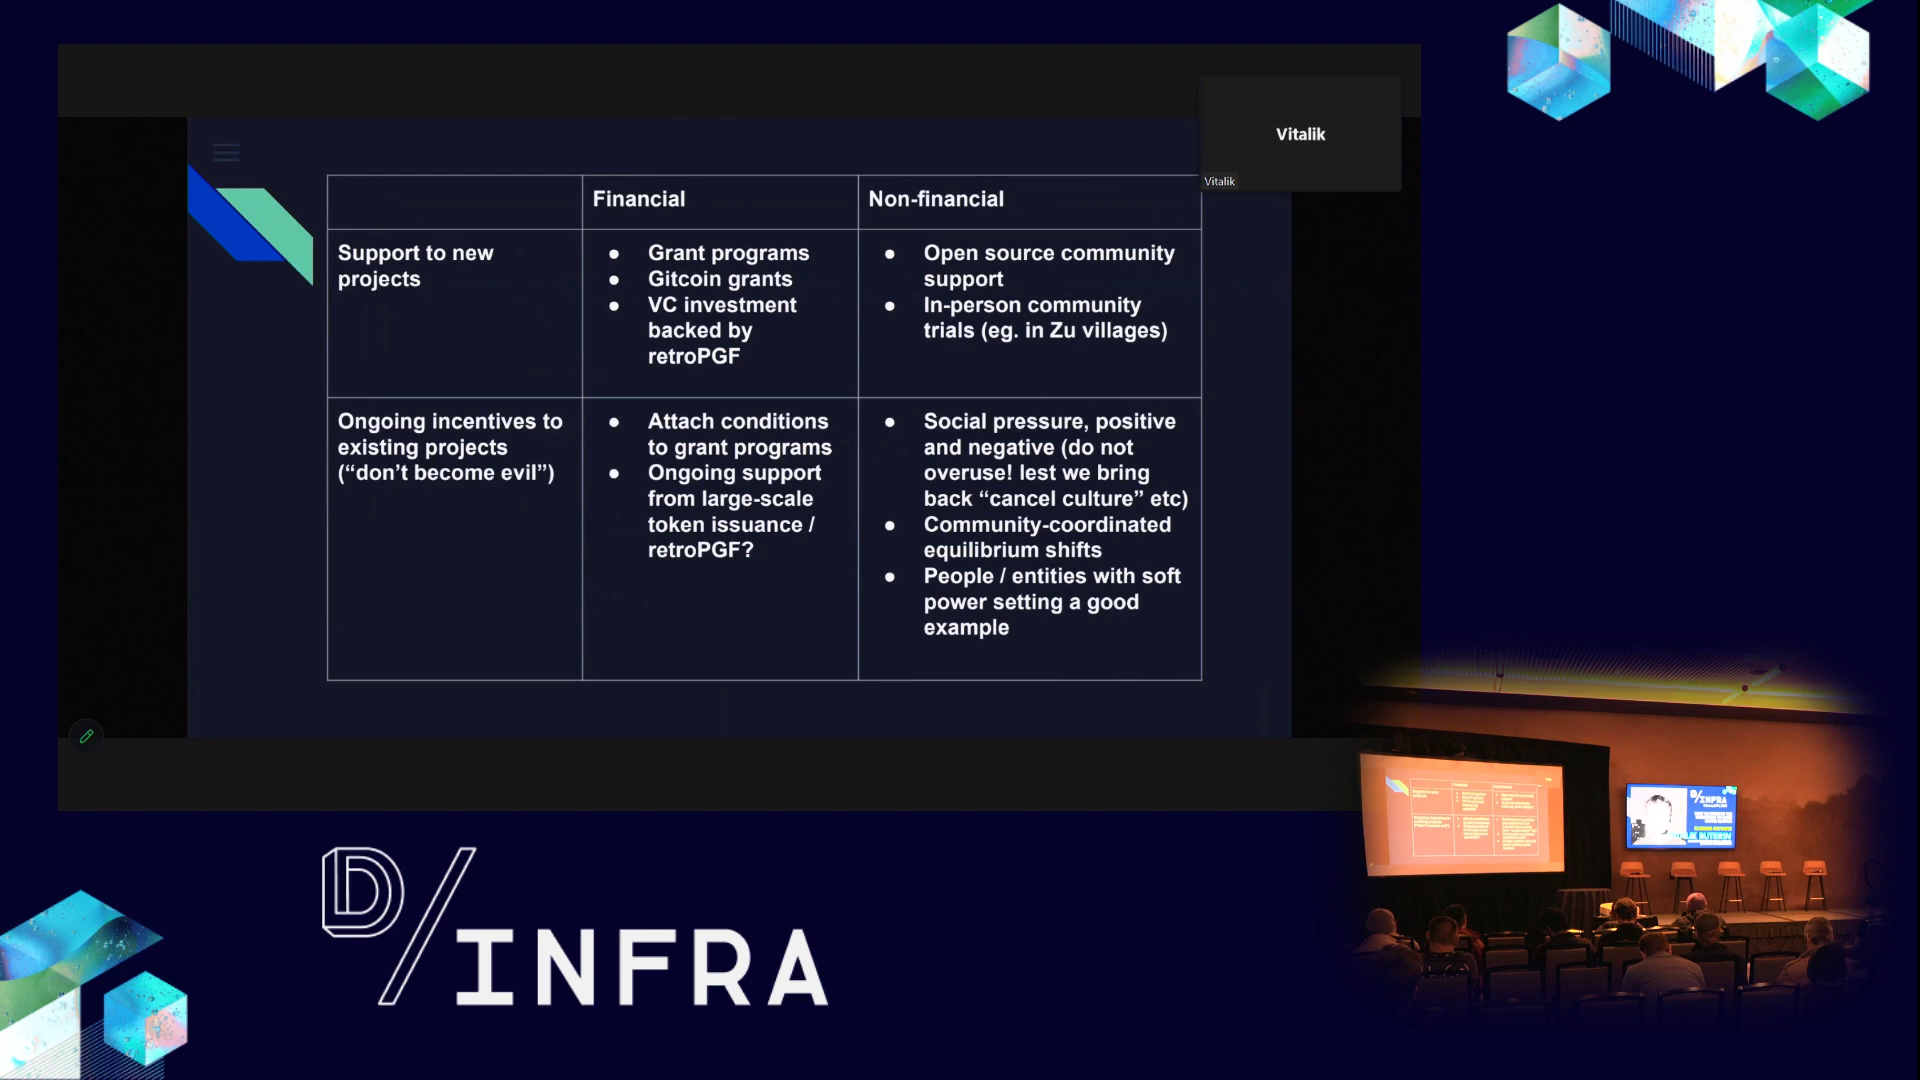 Vitalik
Vitalik
Financial
Non-financial
Support to new
projects
● Grant programs
● Gitcoin grants
● VC investment
backed by
retroPGF
● Open source community
support
● In-person community
trials (eg. in Zu villages)
Ongoing incentives to
existing projects
(“don’t become evil”)
● Attach conditions
to grant programs
● Ongoing support
from large-scale
token issuance /
retroPGF?
● Social pressure, positive
and negative (do not
overuse! lest we bring
back “cancel culture” etc)
● Community-coordinated
equilibrium shifts
● People / entities with soft
power setting a good
example
D/INFRA
D/INFRA